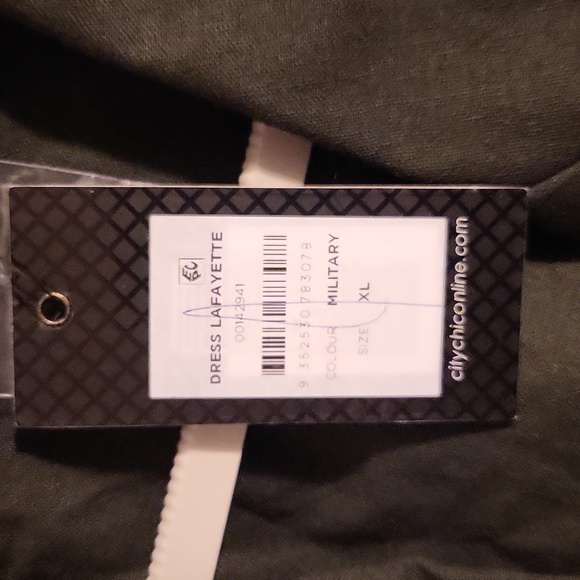 DRESS LAFAYETTE
00142941
9 352530 783078
COLOUR MILITARY
SIZE XL
citychiconline.com